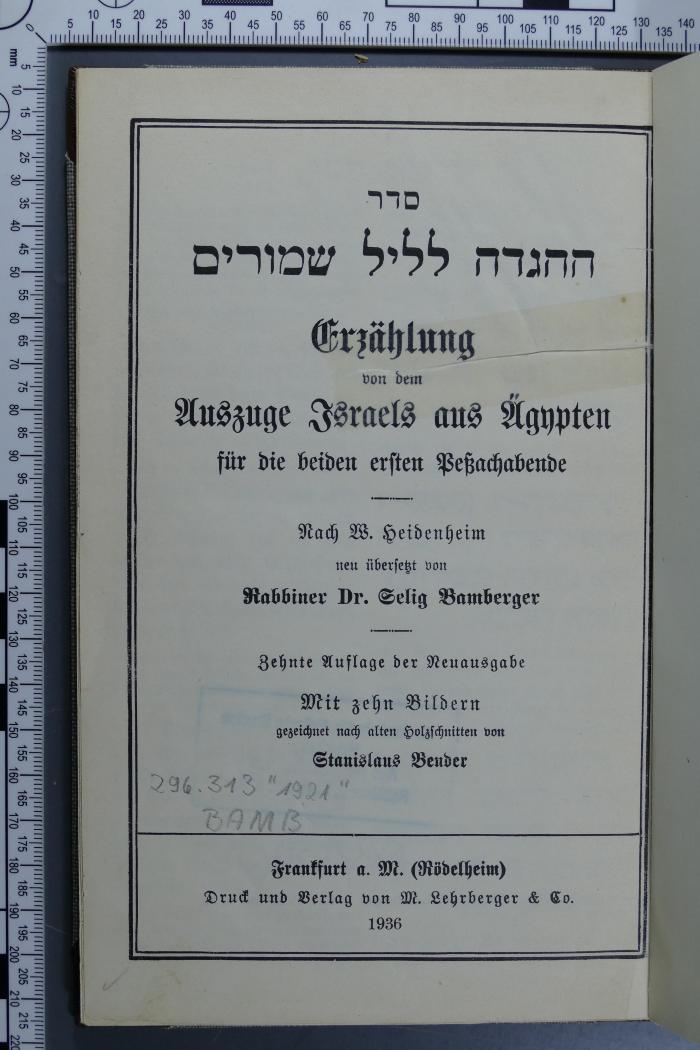 סדר
ההגדה לליל שמורים
Erzählung
von dem
Auszuge Israels aus Ägypten
für die beiden ersten Peßachabende
Nach W. Heidenheim
neu übersetzt von
Rabbiner Dr. Selig Bamberger
Zehnte Auflage der Neuausgabe
Mit zehn Bildern
gezeichnet nach alten Holzschnitten von
Stanislaus Bender
296.313 "1921"
BAMB
Frankfurt a. M. (Rödelheim)
Druck und Verlag von M. Lehrberger & Co.
1936